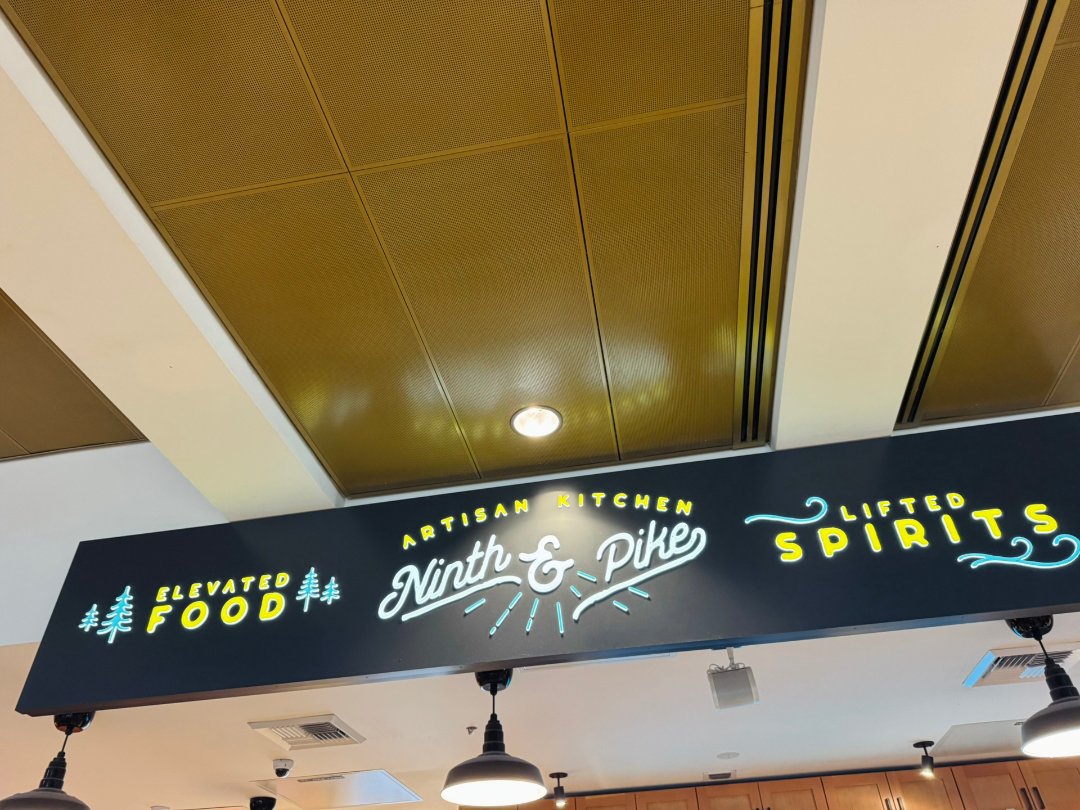 ELEVATED
FOOD
ARTISAN KITCHEN
Ninth & Pike
LIFTED
SPIRITS